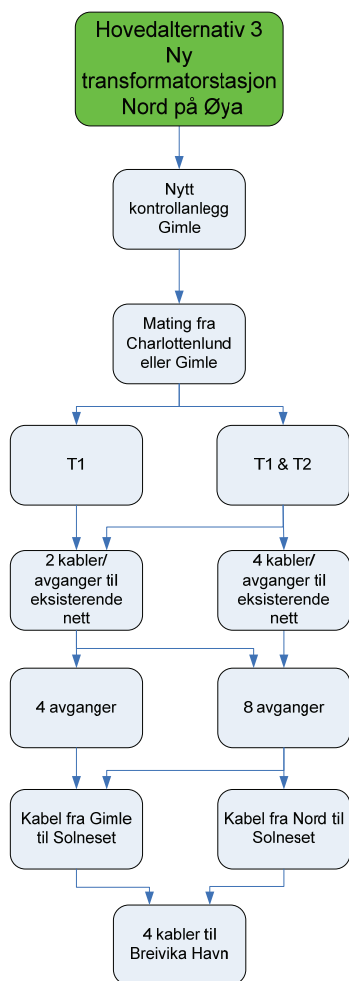 Hovedalternativ 3
Ny
transformatorstasjon
Nord på Øya
Nytt
kontrollanlegg
Gimle
Mating fra
Charlottenlund
eller Gimle
T1
T1 & T2
2 kabler/
avganger til
eksisterende
nett
4 kabler/
avganger til
eksisterende
nett
4 avganger
8 avganger
Kabel fra Gimle
til Solneset
Kabel fra Nord til
Solneset
4 kabler til
Breivika Havn